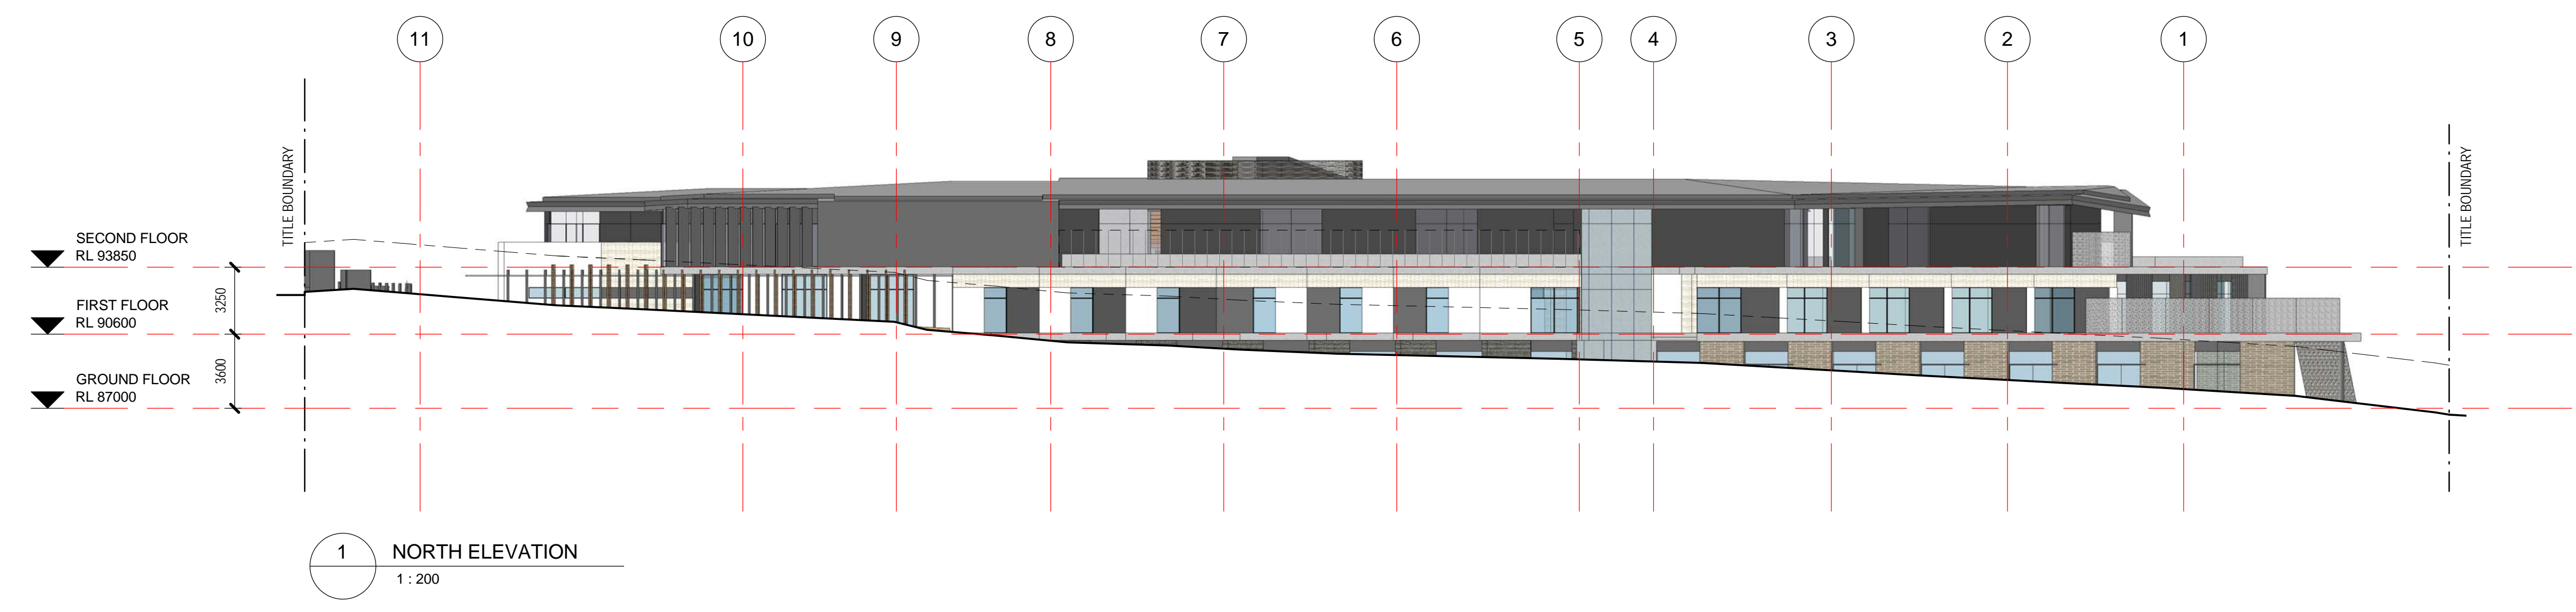 11 10 9 8 7 6 5 4 3 2 1
TITLE BOUNDARY
TITLE BOUNDARY
SECOND FLOOR
RL 93850
3250
FIRST FLOOR
RL 90600
3600
GROUND FLOOR
RL 87000
1 NORTH ELEVATION
1 : 200